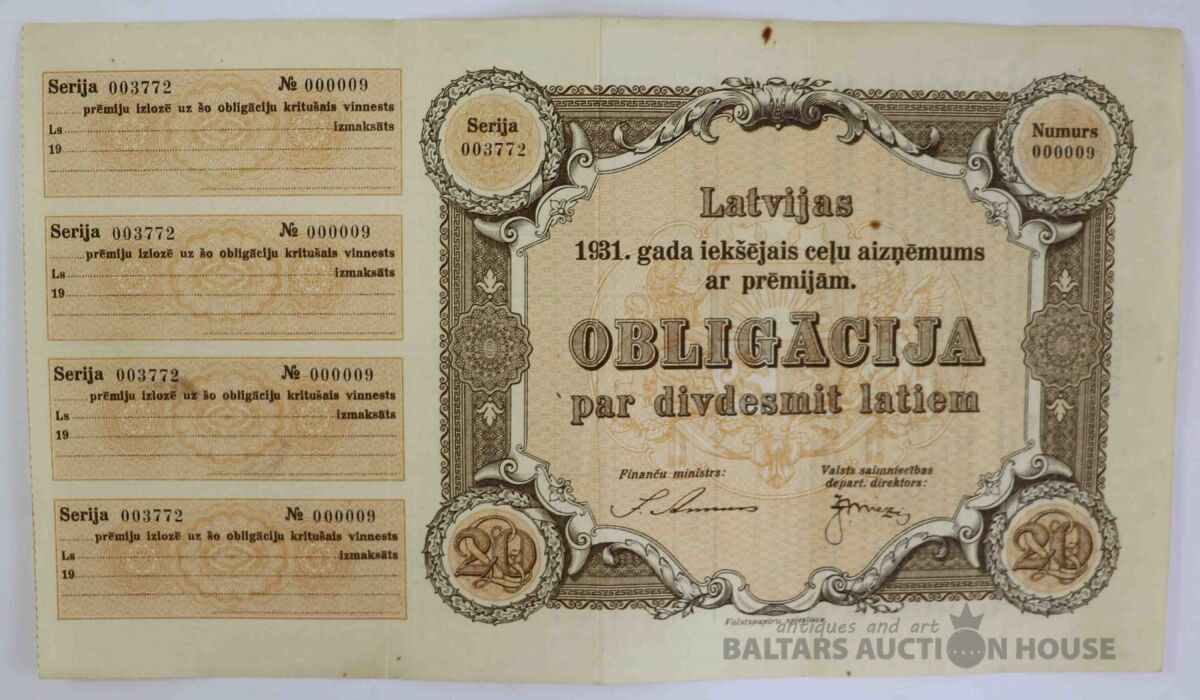 Serija 003772 № 000009
prēmiju izlozē uz šo obligāciju kritušais vinnests
Ls izmaksāts
19
Serija 003772 № 000009
prēmiju izlozē uz šo obligāciju kritušais vinnests
Ls izmaksāts
19
Serija 003772 № 000009
prēmiju izlozē uz šo obligāciju kritušais vinnests
Ls izmaksāts
19
Serija 003772 № 000009
prēmiju izlozē uz šo obligāciju kritušais vinnests
Ls izmaksāts
19
Serija
003772
Numurs
000009
Latvijas
1931. gada iekšējais ceļu aizņēmums
ar prēmijām.
OBLIGĀCIJA
par divdesmit latiem
Finanču ministrs:
Valsts saimniecības
depart. direktors:
20 Ls
20 Ls
Valstspapiru spiestuve
antiques and art
BALTARS AUCTION HOUSE